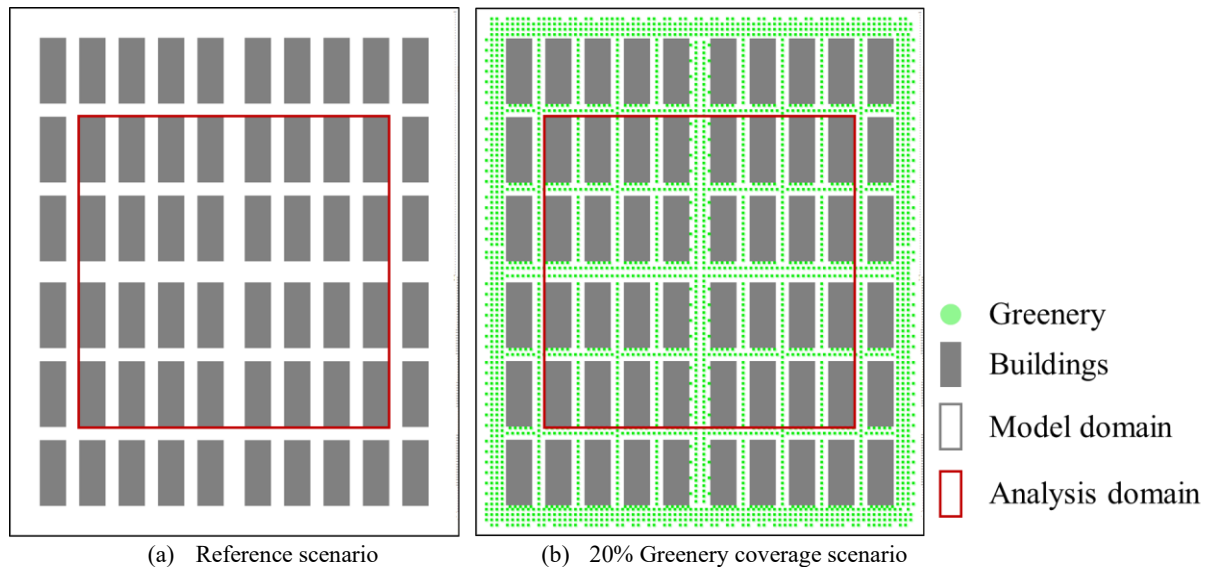 Greenery
Buildings
Model domain
Analysis domain
(a) Reference scenario
(b) 20% Greenery coverage scenario